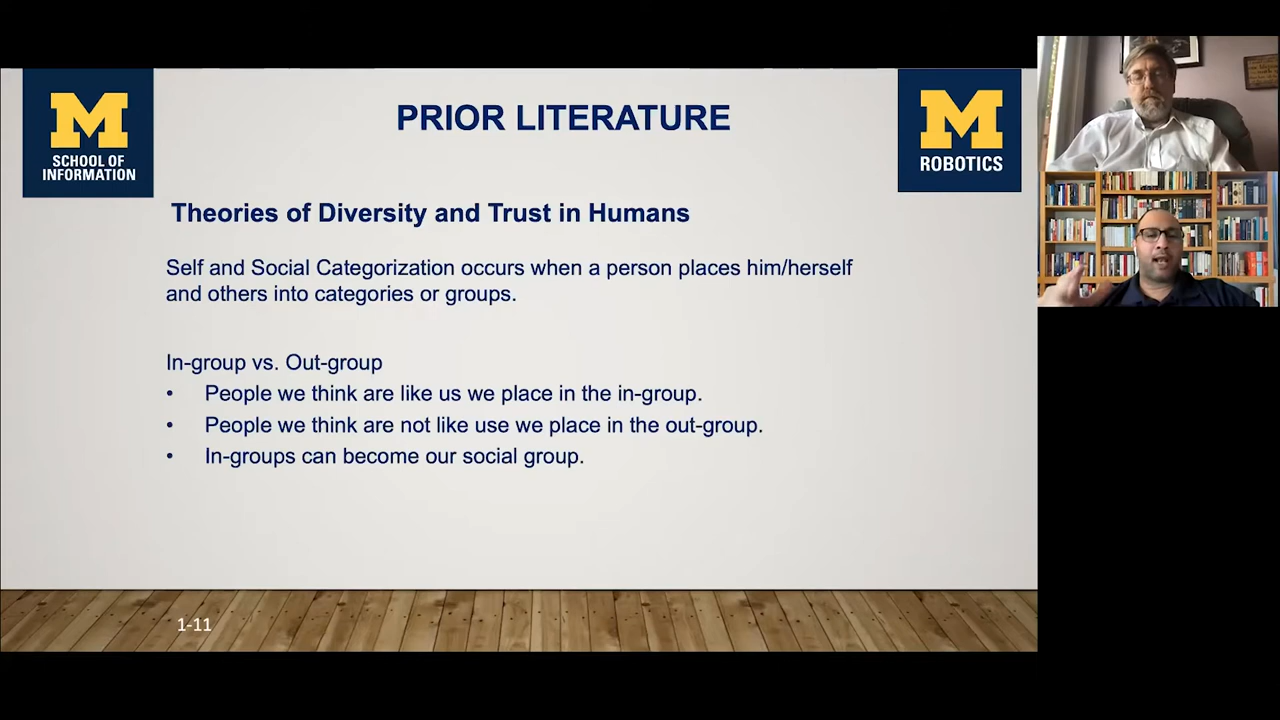 M
SCHOOL OF
INFORMATION
PRIOR LITERATURE
M
ROBOTICS
Theories of Diversity and Trust in Humans
Self and Social Categorization occurs when a person places him/herself
and others into categories or groups.
In-group vs. Out-group
• People we think are like us we place in the in-group.
• People we think are not like use we place in the out-group.
• In-groups can become our social group.
1-11